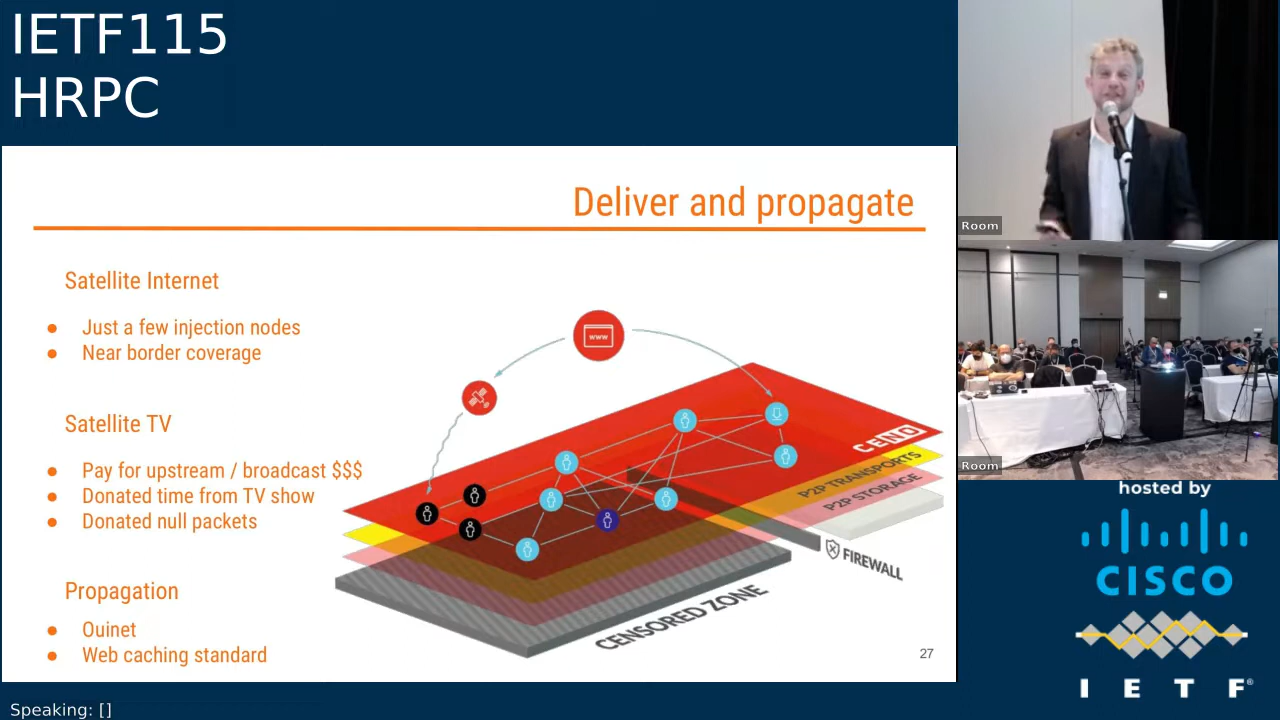 IETF115
HRPC
Deliver and propagate
Satellite Internet
● Just a few injection nodes
● Near border coverage
Satellite TV
● Pay for upstream / broadcast $$$
● Donated time from TV show
● Donated null packets
Propagation
● Ouinet
● Web caching standard
www
CENO
P2P TRANSPORTS
P2P STORAGE
FIREWALL
CENSORED ZONE
27
Room
Room
hosted by
CISCO
I E T F®
Speaking: []